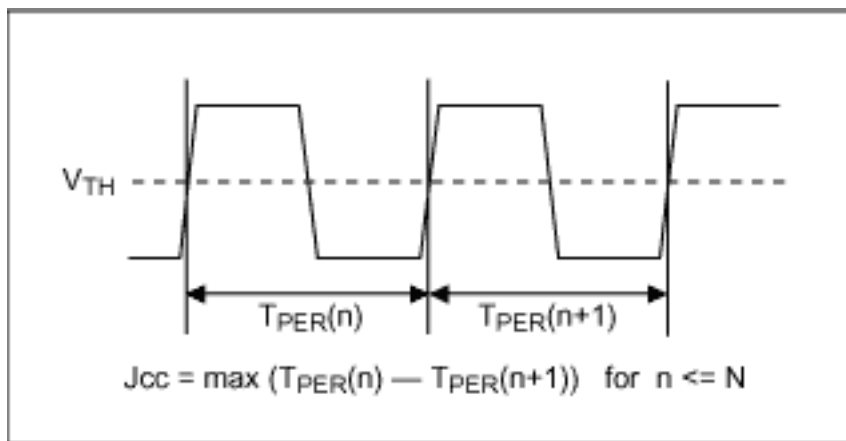 VTH
TPER(n) TPER(n+1)
Jcc = max (TPER(n) — TPER(n+1)) for n <= N